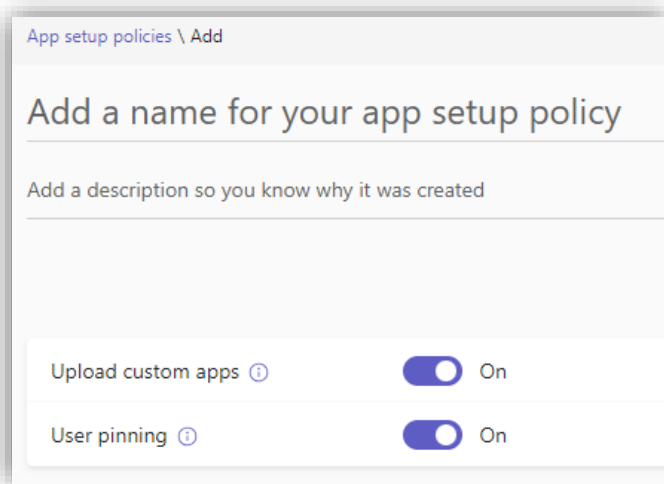 App setup policies \ Add
Add a name for your app setup policy
Add a description so you know why it was created
Upload custom apps On
User pinning On